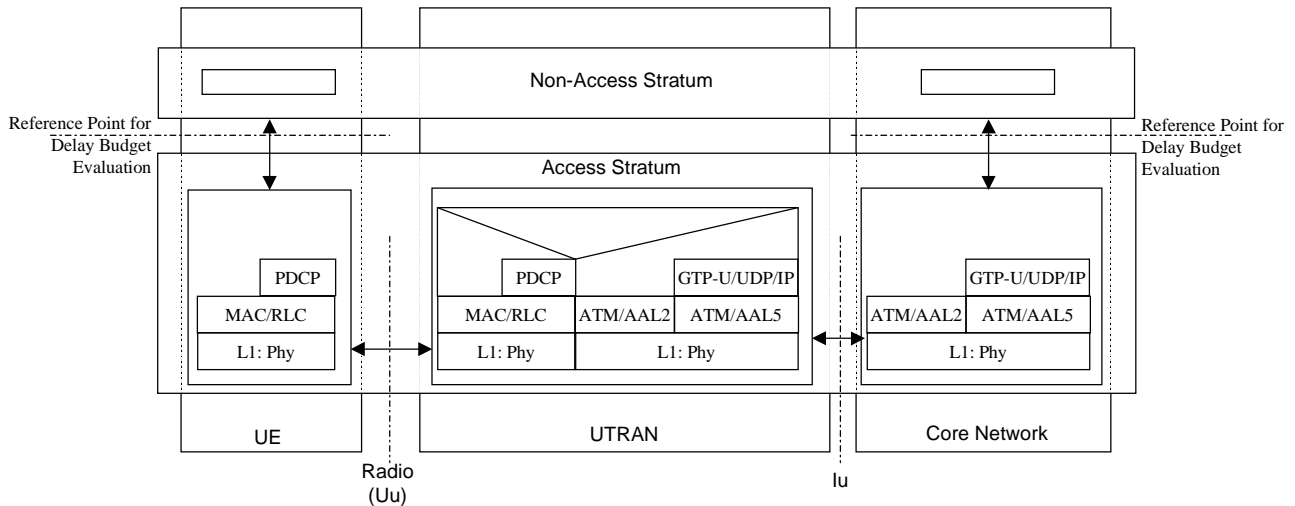 Non-Access Stratum
Reference Point for
Delay Budget
Evaluation
Reference Point for
Delay Budget
Evaluation
Access Stratum
PDCP
MAC/RLC
L1: Phy
PDCP
GTP-U/UDP/IP
MAC/RLC
ATM/AAL2
ATM/AAL5
L1: Phy
L1: Phy
GTP-U/UDP/IP
ATM/AAL2
ATM/AAL5
L1: Phy
UE
UTRAN
Core Network
Radio
(Uu)
Iu